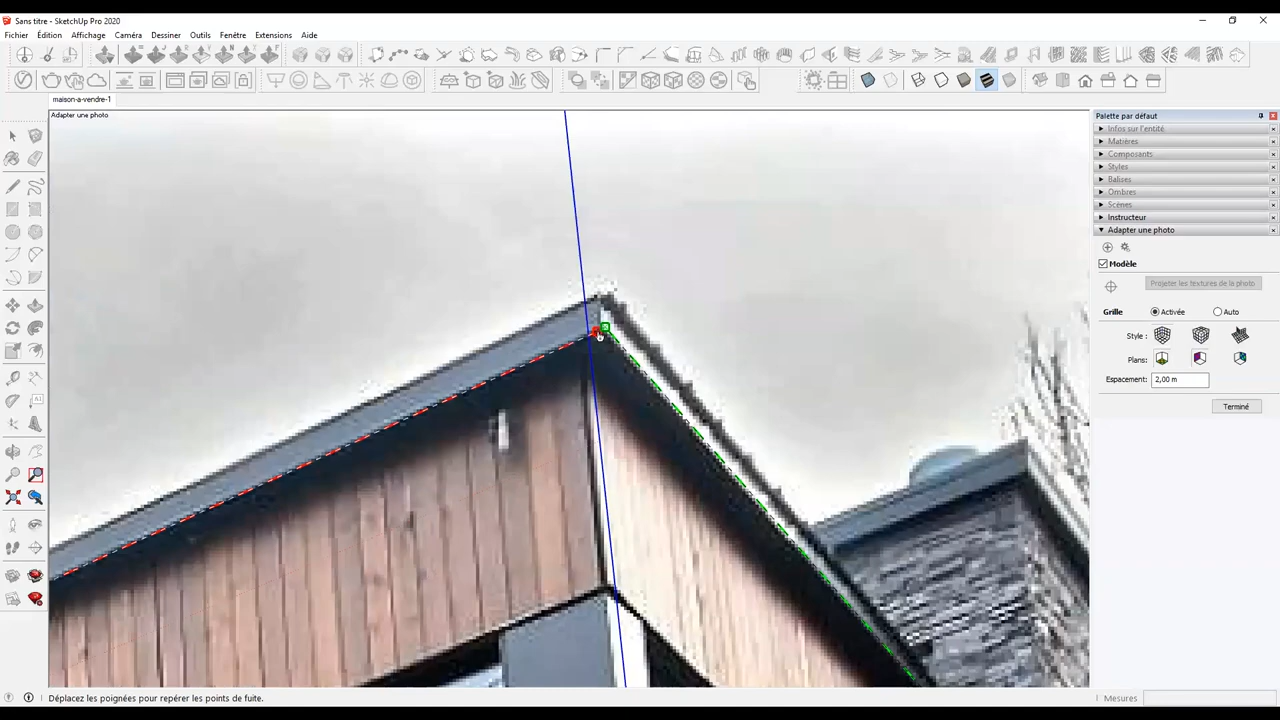 Sans titre - SketchUp Pro 2020
Fichier Édition Affichage Caméra Dessiner Outils Fenêtre Extensions Aide
maison-a-vendre-1
Adapter une photo
Palette par défaut
Infos sur l'entité
Matières
Composants
Styles
Balises
Ombres
Scènes
Instructeur
Adapter une photo
Modèle
Projeter les textures de la photo
Grille Activée Auto
Style :
Plans:
Espacement: 2,00 m
Terminé
Déplacez les poignées pour repérer les points de fuite.
Mesures